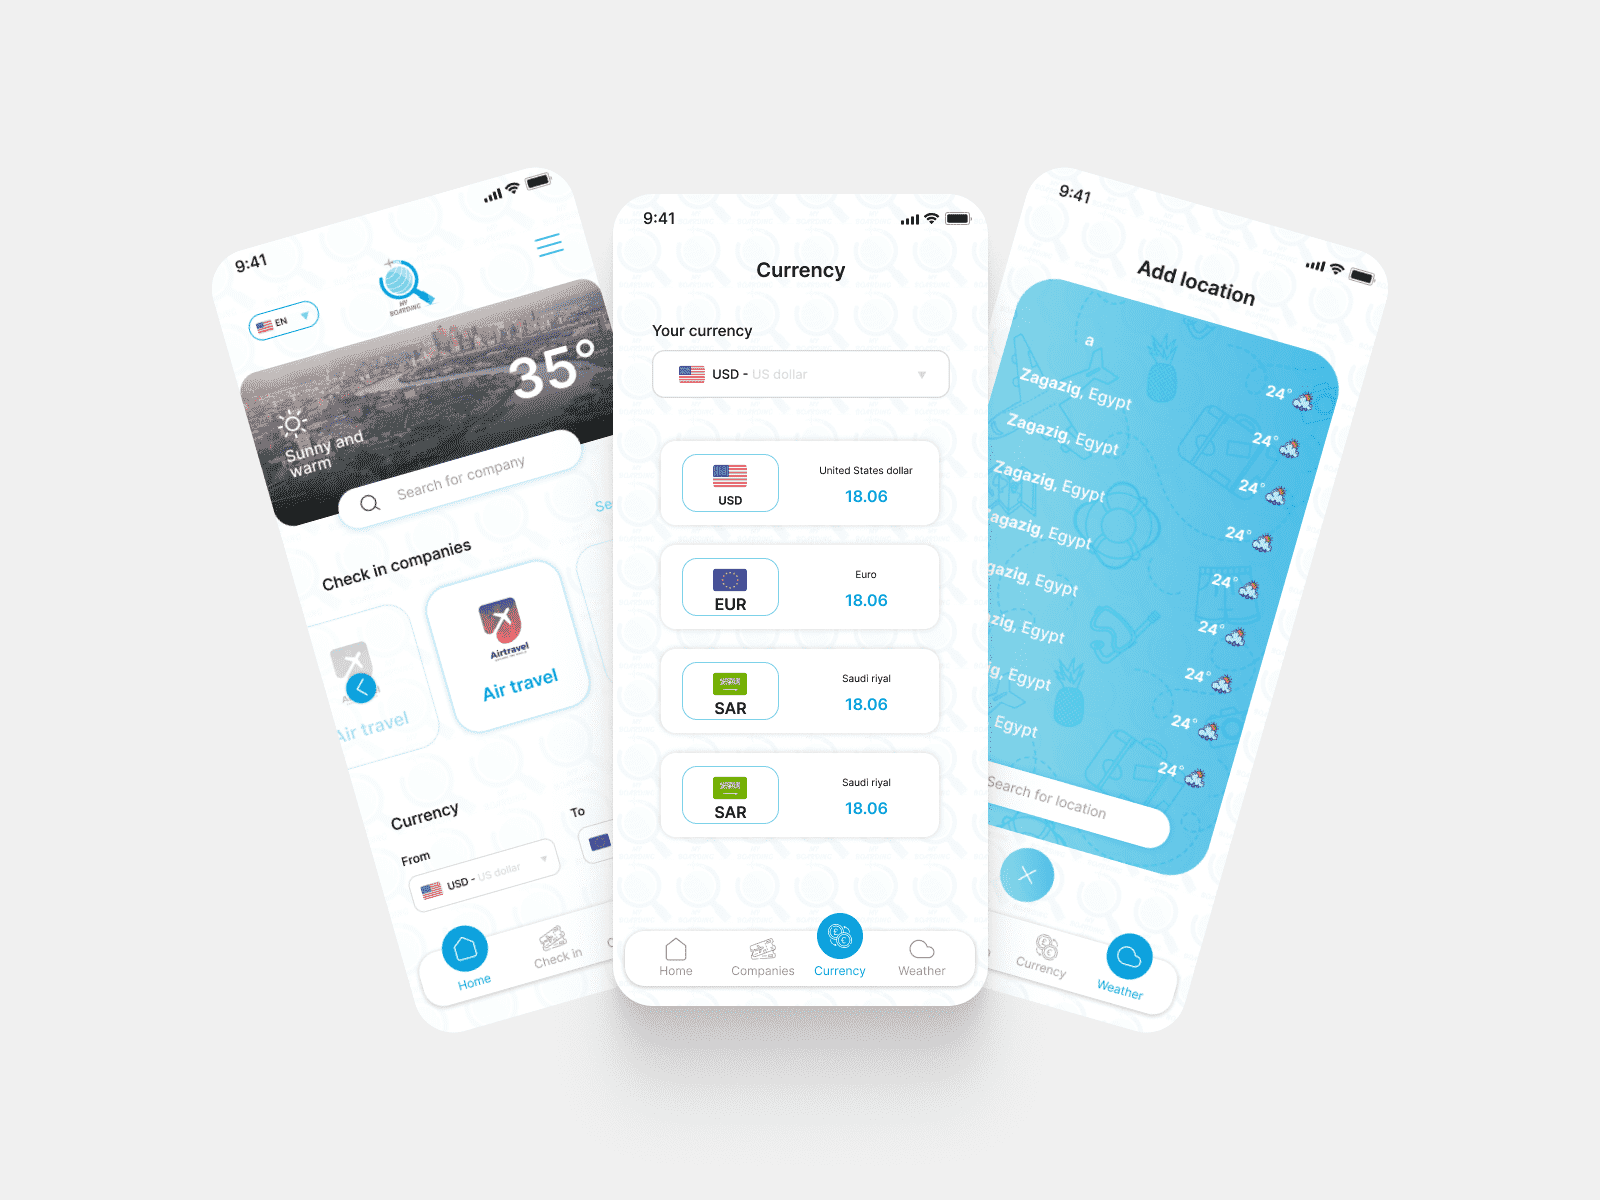 9:41
EN
MY
BOARDING
35°
Sunny and
warm
Search for company
Se
Check in companies
Airtravel
Air travel
Air travel
Currency
From
To
USD - US dollar
Home
Check in
9:41
Currency
Your currency
USD - US dollar
USD
United States dollar
18.06
EUR
Euro
18.06
SAR
Saudi riyal
18.06
SAR
Saudi riyal
18.06
Home
Companies
Currency
Weather
9:41
Add location
a
Zagazig, Egypt 24°
Zagazig, Egypt 24°
Zagazig, Egypt 24°
agazig, Egypt 24°
gazig, Egypt 24°
zig, Egypt 24°
ig, Egypt 24°
Egypt 24°
24°
Search for location
Currency
Weather